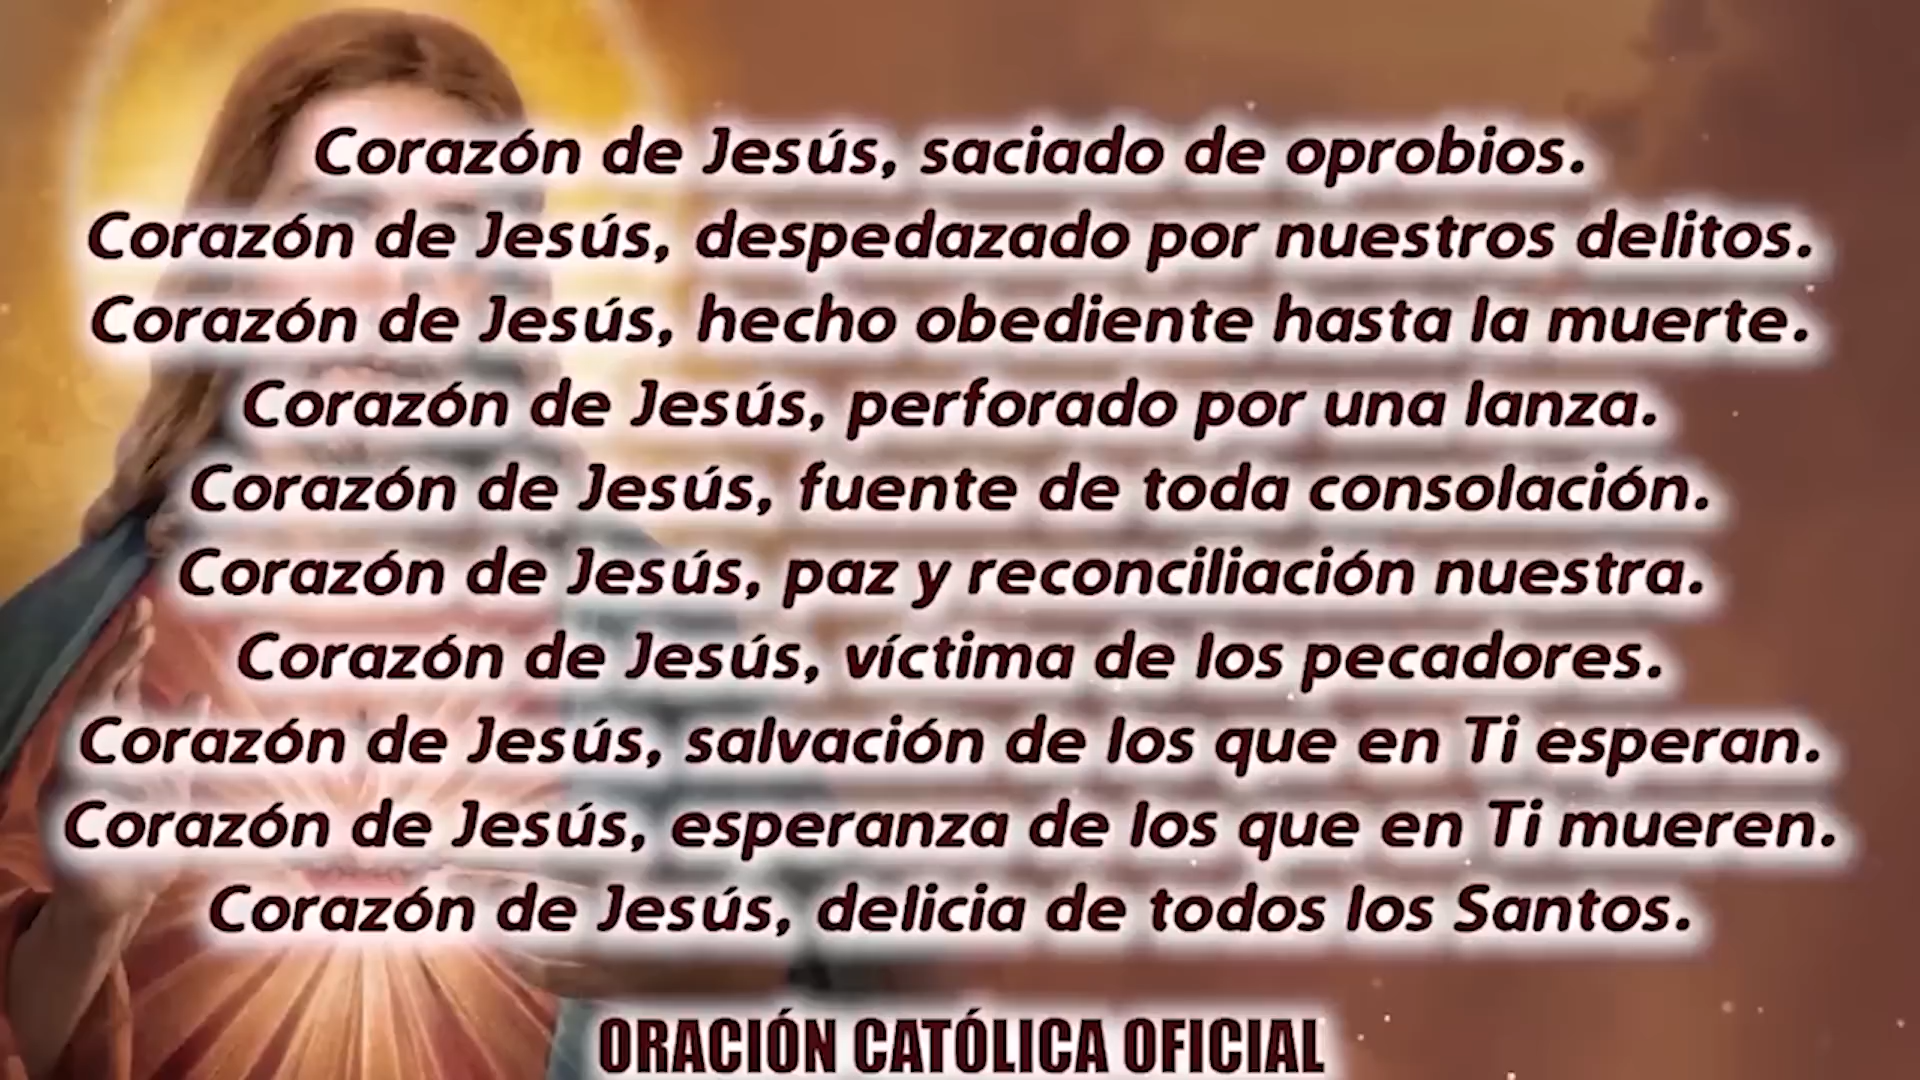 Corazón de Jesús, saciado de oprobios.
Corazón de Jesús, despedazado por nuestros delitos.
Corazón de Jesús, hecho obediente hasta la muerte.
Corazón de Jesús, perforado por una lanza.
Corazón de Jesús, fuente de toda consolación.
Corazón de Jesús, paz y reconciliación nuestra.
Corazón de Jesús, víctima de los pecadores.
Corazón de Jesús, salvación de los que en Ti esperan.
Corazón de Jesús, esperanza de los que en Ti mueren.
Corazón de Jesús, delicia de todos los Santos.
ORACIÓN CATÓLICA OFICIAL